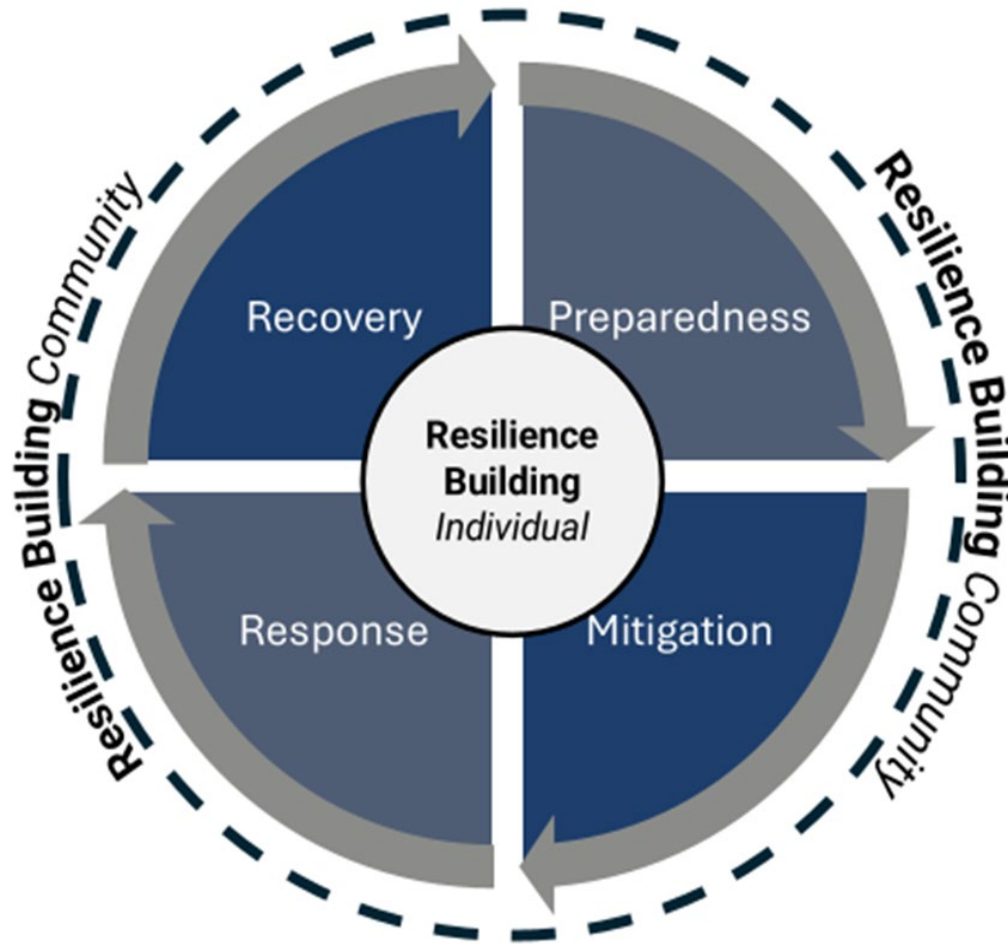 Resilience Building Community
Resilience Building Community
Recovery
Preparedness
Resilience
Building
Individual
Response
Mitigation